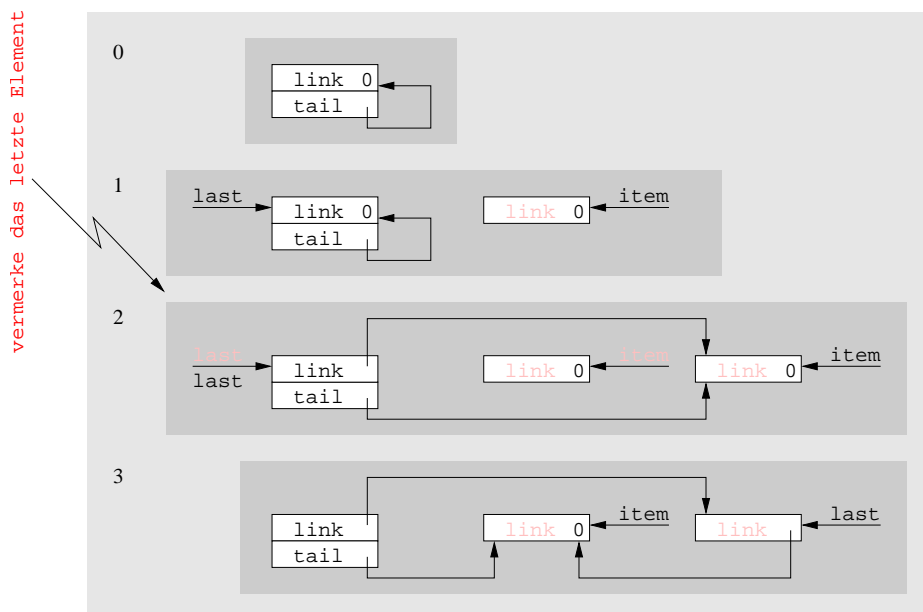 vermerke das letzte Element
0
link 0
tail
1
last
link 0
tail
link 0
item
2
last
last
link
tail
link 0
item
link 0
item
3
link
tail
link 0
item
link
last